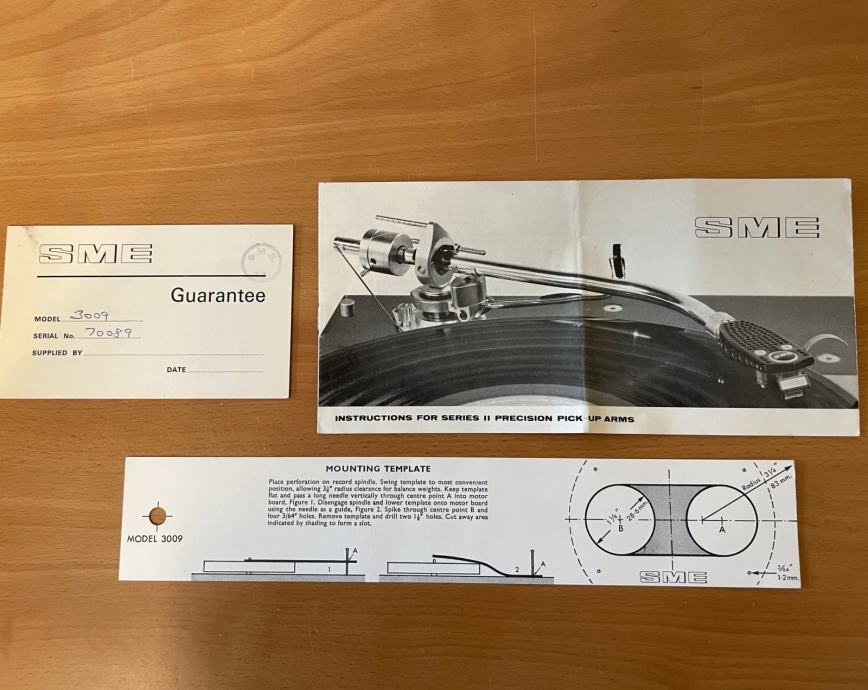 SME
Guarantee
MODEL 3009
SERIAL No. 70089
SUPPLIED BY
DATE
SME
INSTRUCTIONS FOR SERIES II PRECISION PICK-UP ARMS
MOUNTING TEMPLATE
Place perforation on record spindle. Swing template to most convenient
position, allowing 3¼" radius clearance for balance weights. Keep template
flat and pass a long needle vertically through centre point A into motor
board, Figure 1. Disengage spindle and lower template onto motor board
using the needle as a guide, Figure 2. Spike through centre point B and
four 3/64" holes. Remove template and drill two 1⅛" holes. Cut away area
indicated by shading to form a slot.
MODEL 3009
1
A
2
A
1⅛"
28·6mm.
B
A
Radius 3¼"
83 mm.
3/64"
1·2mm.
SME